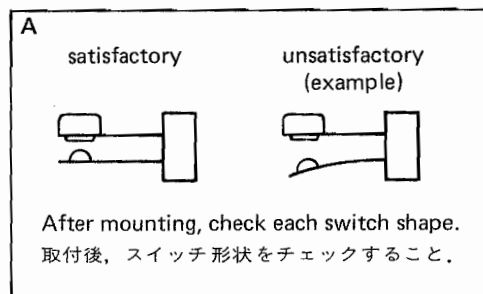 A
satisfactory
unsatisfactory
(example)
After mounting, check each switch shape.
取付後，スイッチ形状をチェックすること．